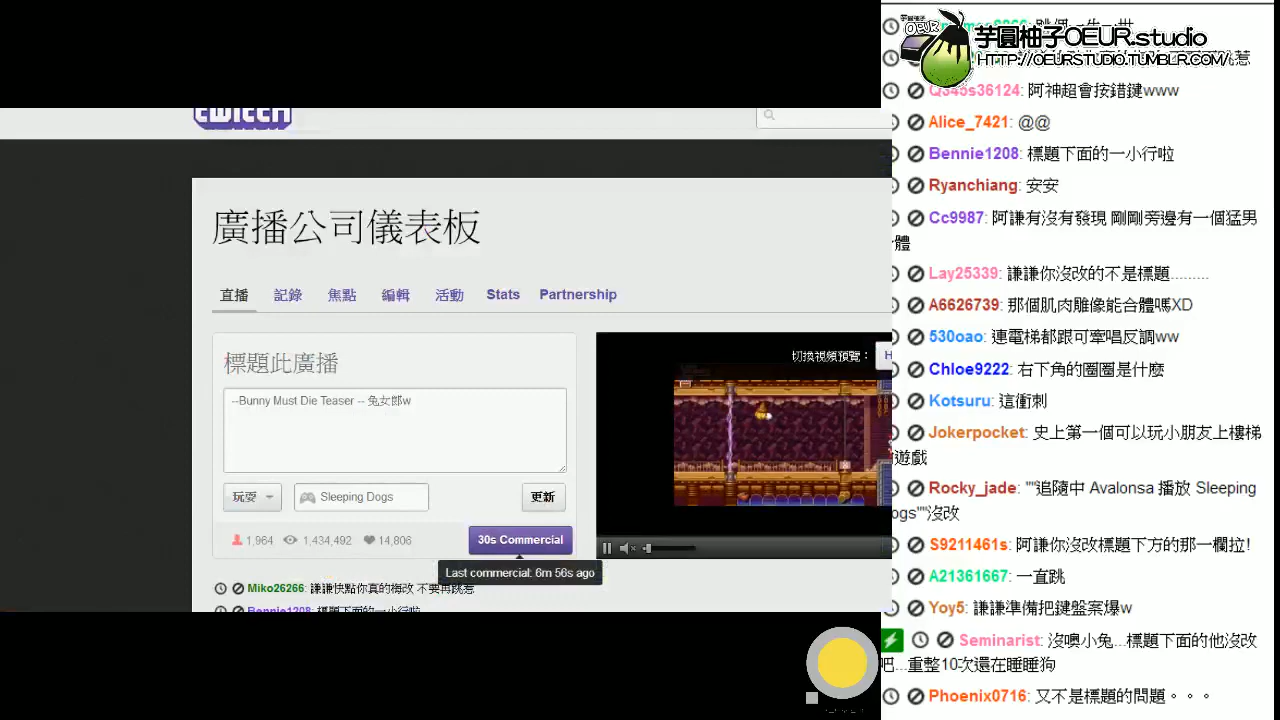 twitch
廣播公司儀表板
直播 記錄 焦點 編輯 活動 Stats Partnership
標題此廣播
--Bunny Must Die Teaser -- 兔女郎w
玩耍
Sleeping Dogs
更新
1,964 1,434,492 14,806
30s Commercial
Last commercial: 6m 56s ago
Miko26266: 謙謙快點你真的梅改 不要再跳惹
Bennie1208: 標題下面的一小行啦
切換視頻預覽： H
芋圓柚子OEUR.studio
HTTP://OEURSTUDIO.TUMBLR.COM/
Q345s36124: 阿神超會按錯鍵www
Alice_7421: @@
Bennie1208: 標題下面的一小行啦
Ryanchiang: 安安
Cc9987: 阿謙有沒有發現 剛剛旁邊有一個猛男
體
Lay25339: 謙謙你沒改的不是標題.........
A6626739: 那個肌肉雕像能合體嗎XD
530oao: 連電梯都跟可牽唱反調ww
Chloe9222: 右下角的圈圈是什麼
Kotsuru: 這衝刺
Jokerpocket: 史上第一個可以玩小朋友上樓梯
遊戲
Rocky_jade: ""追隨中 Avalonsa 播放 Sleeping
ogs""沒改
S9211461s: 阿謙你沒改標題下方的那一欄拉!
A21361667: 一直跳
Yoy5: 謙謙準備把鍵盤案爆w
Seminarist: 沒噢小兔...標題下面的他沒改
吧...重整10次還在睡睡狗
Phoenix0716: 又不是標題的問題。。。